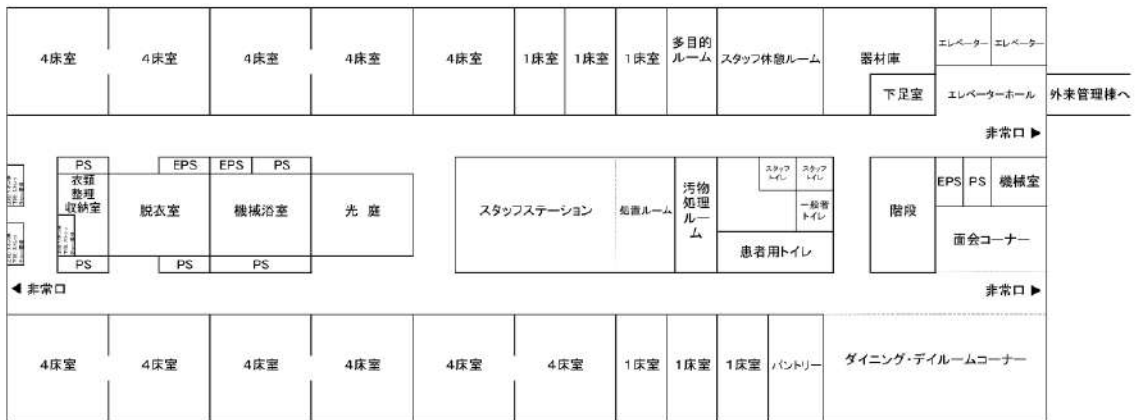 4床室
4床室
4床室
4床室
4床室
1床室
1床室
1床室
多目的
ルーム
スタッフ休憩ルーム
器材庫
エレベーター
エレベーター
下足室
エレベーターホール
外来管理棟へ
非常口 ▶
PS
EPS
EPS
PS
衣類
整理
収納室
脱衣室
機械浴室
光 庭
PS
PS
PS
スタッフステーション
処置ルーム
汚物
処理
ルーム
スタッフ
トイレ
スタッフ
トイレ
一般者
トイレ
患者用トイレ
階段
EPS
PS
機械室
面会コーナー
◀ 非常口
非常口 ▶
4床室
4床室
4床室
4床室
4床室
4床室
1床室
1床室
1床室
パントリー
ダイニング・デイルームコーナー